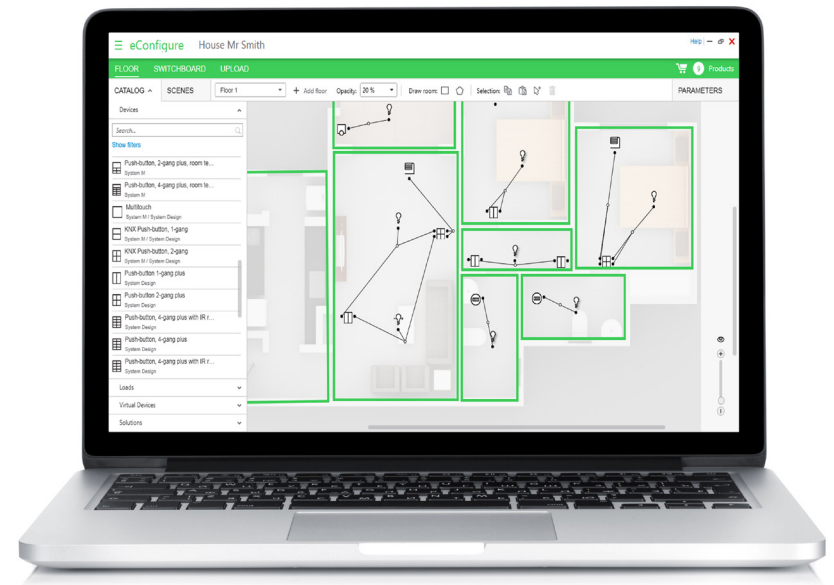 eConfigure House Mr Smith Help
FLOOR SWITCHBOARD UPLOAD Products
CATALOG SCENES Floor 1 + Add floor Opacity: 20 % Draw room: Selection: PARAMETERS
Devices
Search...
Show filters
Push-button, 2-gang plus, room te...
System M
Push-button, 4-gang plus, room te...
System M
Multitouch
System M / System Design
KNX Push-button, 1-gang
System M / System Design
KNX Push-button, 2-gang
System M / System Design
Push-button 1-gang plus
System Design
Push-button 2-gang plus
System Design
Push-button, 4-gang plus with IR r...
System Design
Push-button, 4-gang plus
System Design
Push-button, 4-gang plus with IR r...
System Design
Loads
Virtual Devices
Solutions